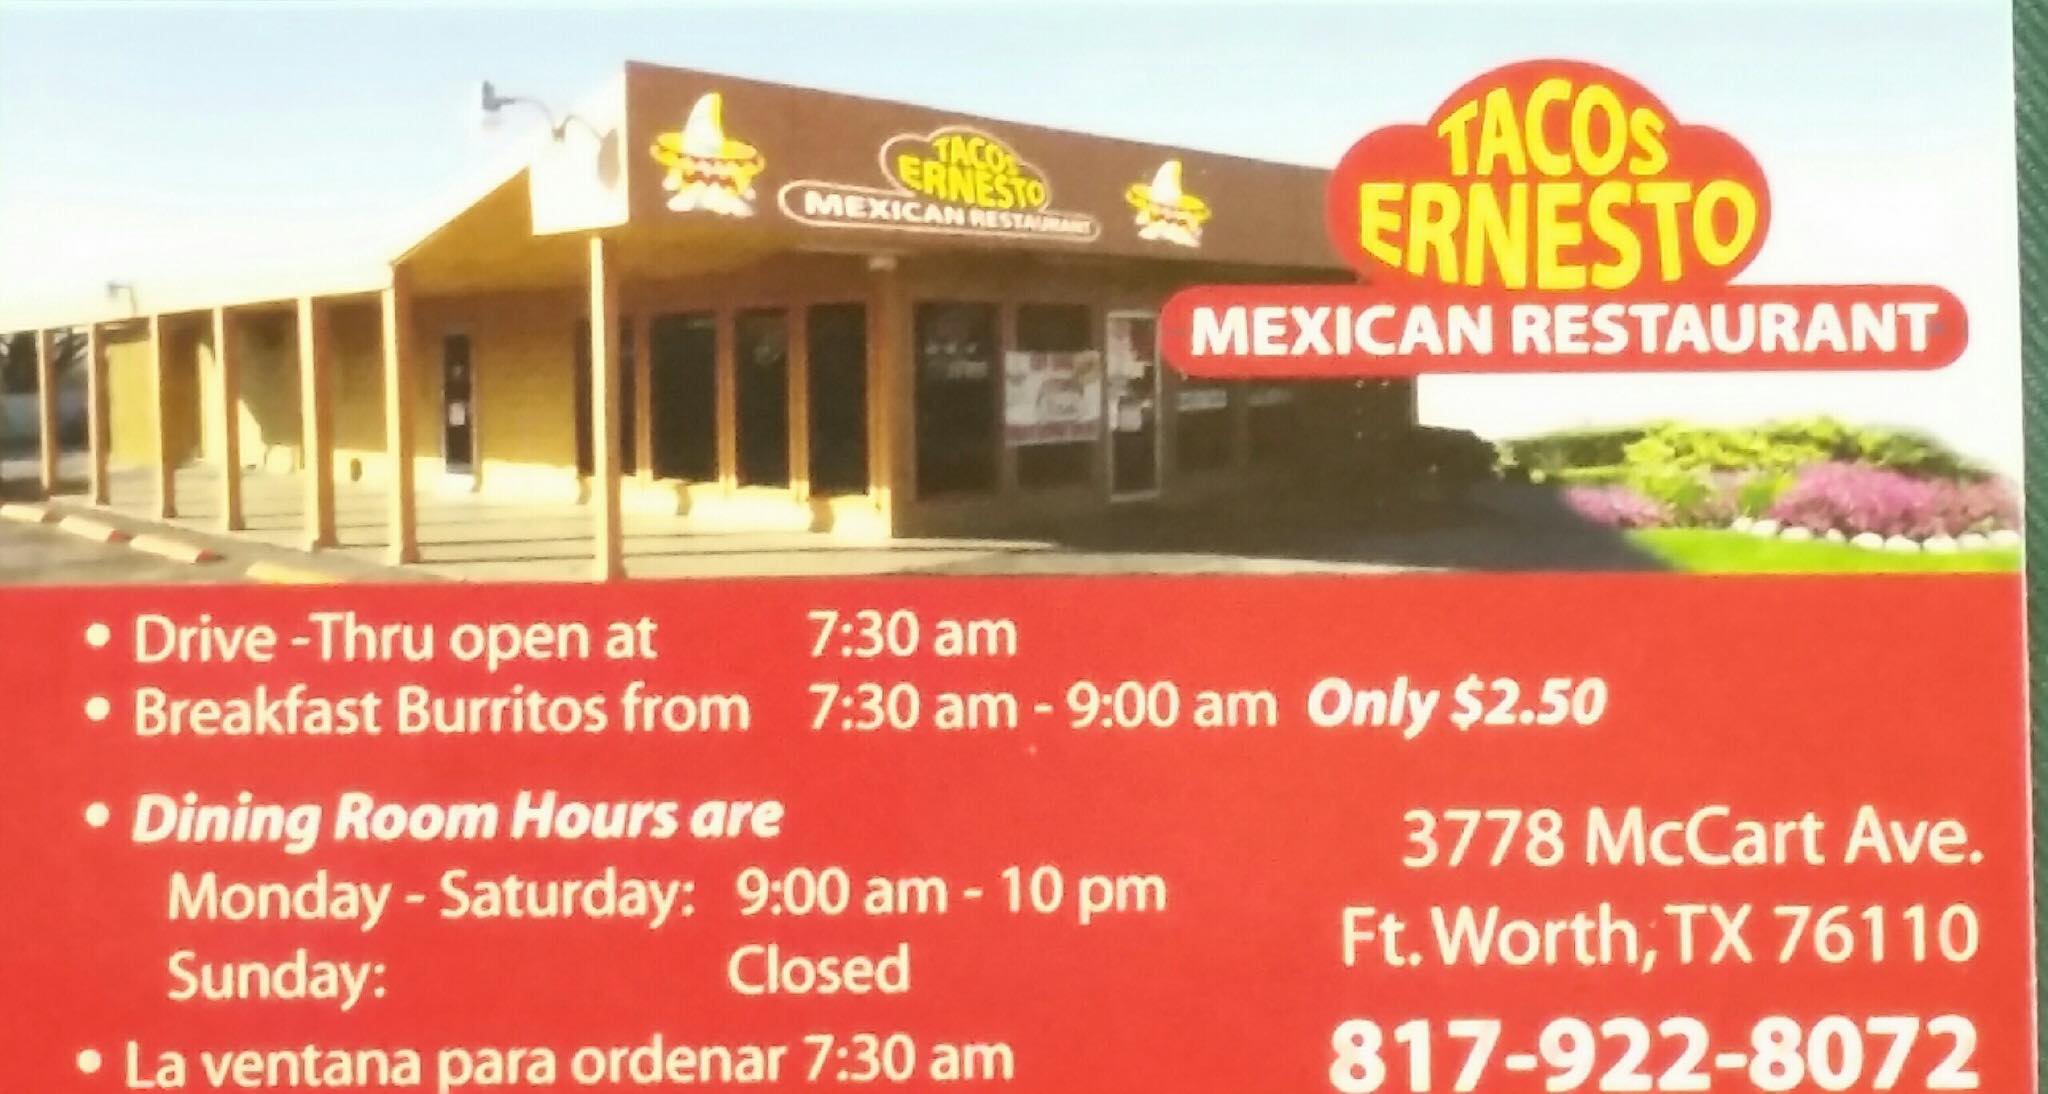 TACOS
ERNESTO
MEXICAN RESTAURANT
TACOS
ERNESTO
MEXICAN RESTAURANT
• Drive -Thru open at 7:30 am
• Breakfast Burritos from 7:30 am - 9:00 am Only $2.50
• Dining Room Hours are
Monday - Saturday: 9:00 am - 10 pm
Sunday: Closed
• La ventana para ordenar 7:30 am
3778 McCart Ave.
Ft. Worth, TX 76110
817-922-8072